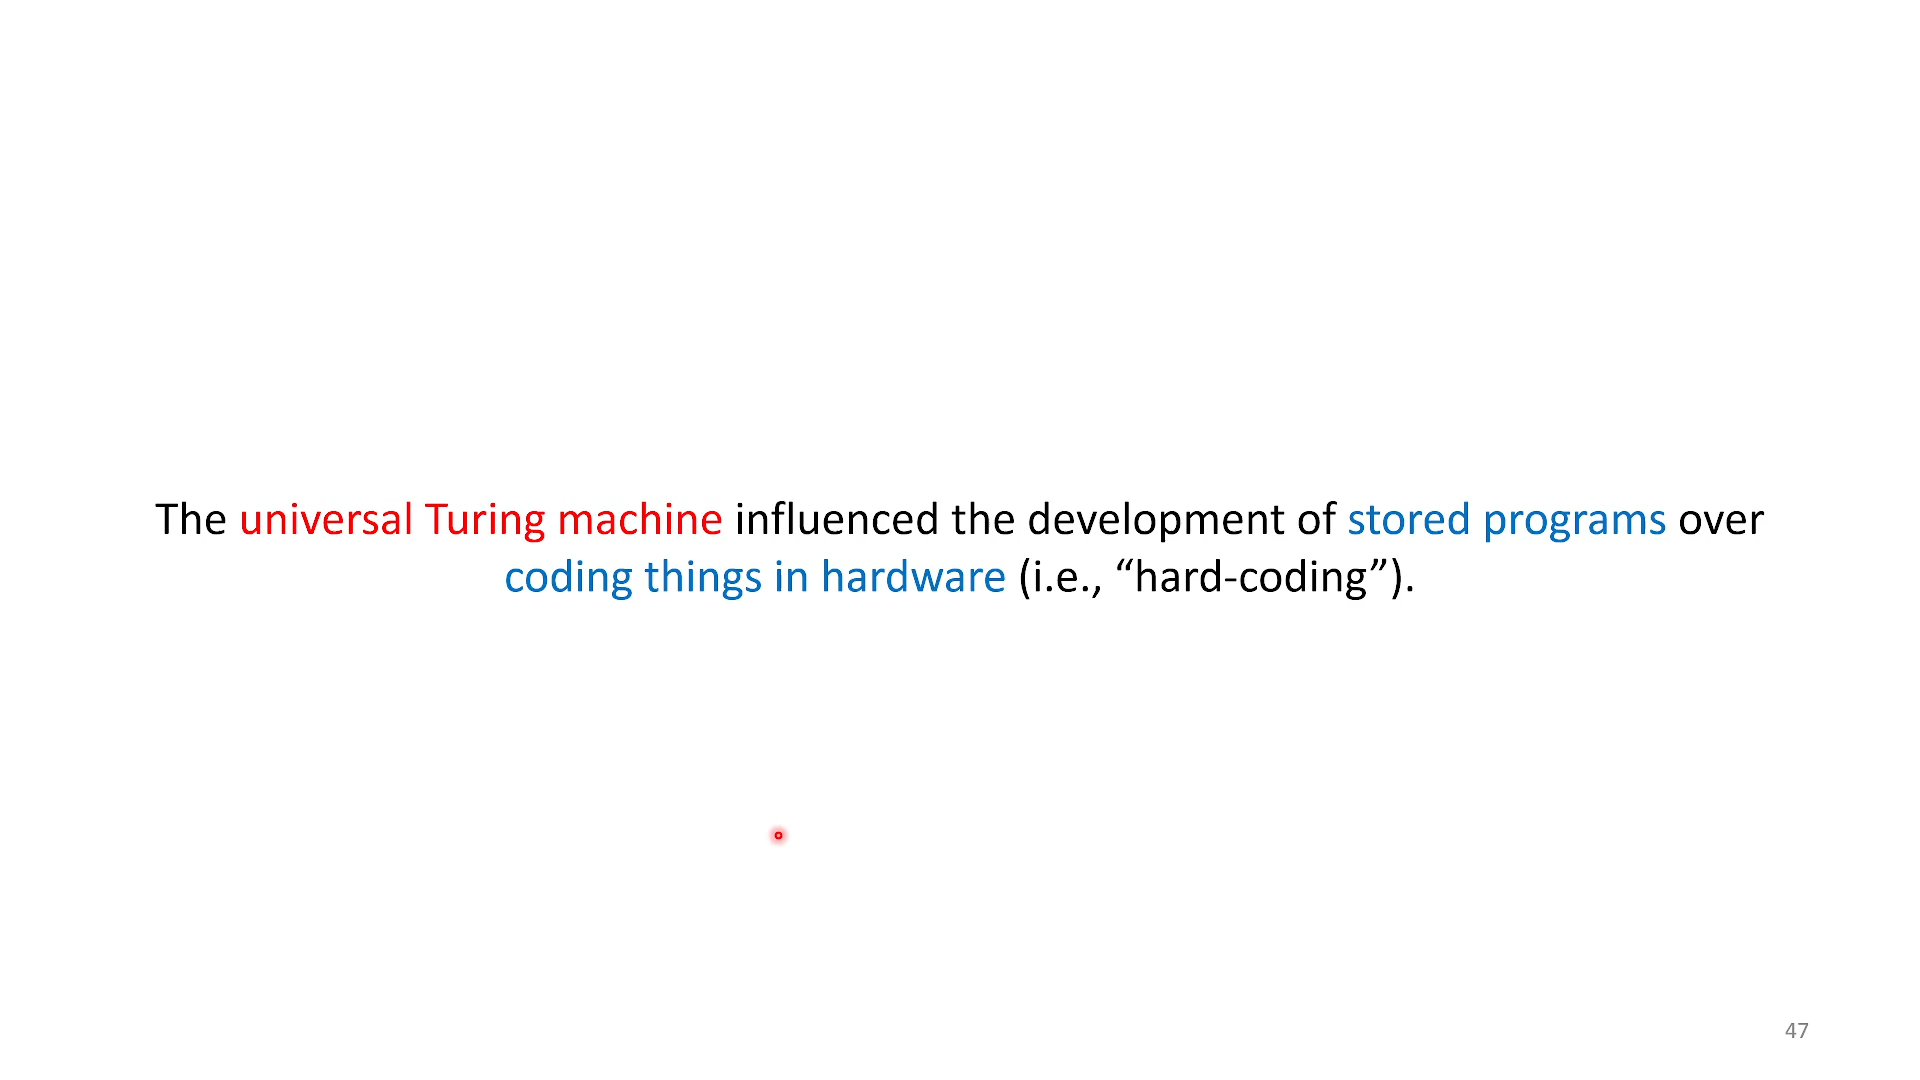 The universal Turing machine influenced the development of stored programs over
coding things in hardware (i.e., “hard-coding”).
47